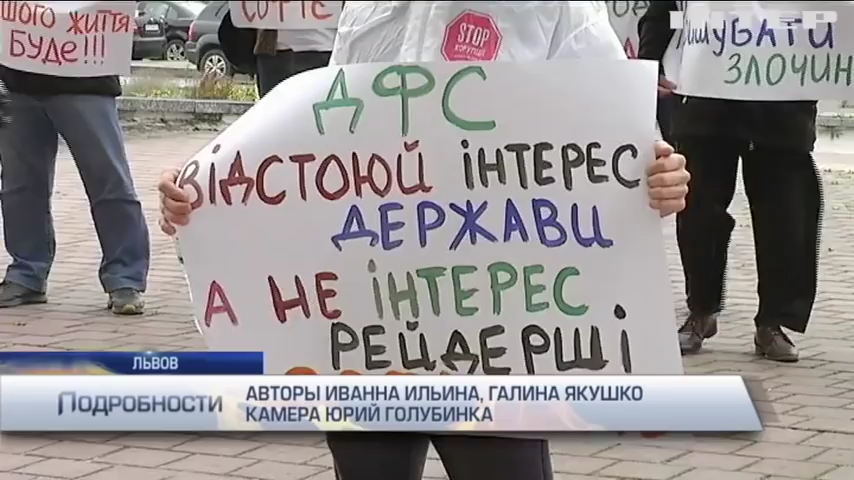 ШОГО ЖИТТЯ
БУДЕ!!!
STOP
КОРУПЦІЇ
ІНТЕР
ЗЛОЧИН
ДФС
ВІДСТОЮЙ ІНТЕРЕС
ДЕРЖАВИ
А НЕ ІНТЕРЕС
РЕЙДЕРШІ
ЛЬВОВ
ПОДРОБНОСТИ
АВТОРЫ ИВАННА ИЛЬИНА, ГАЛИНА ЯКУШКО
КАМЕРА ЮРИЙ ГОЛУБИНКА